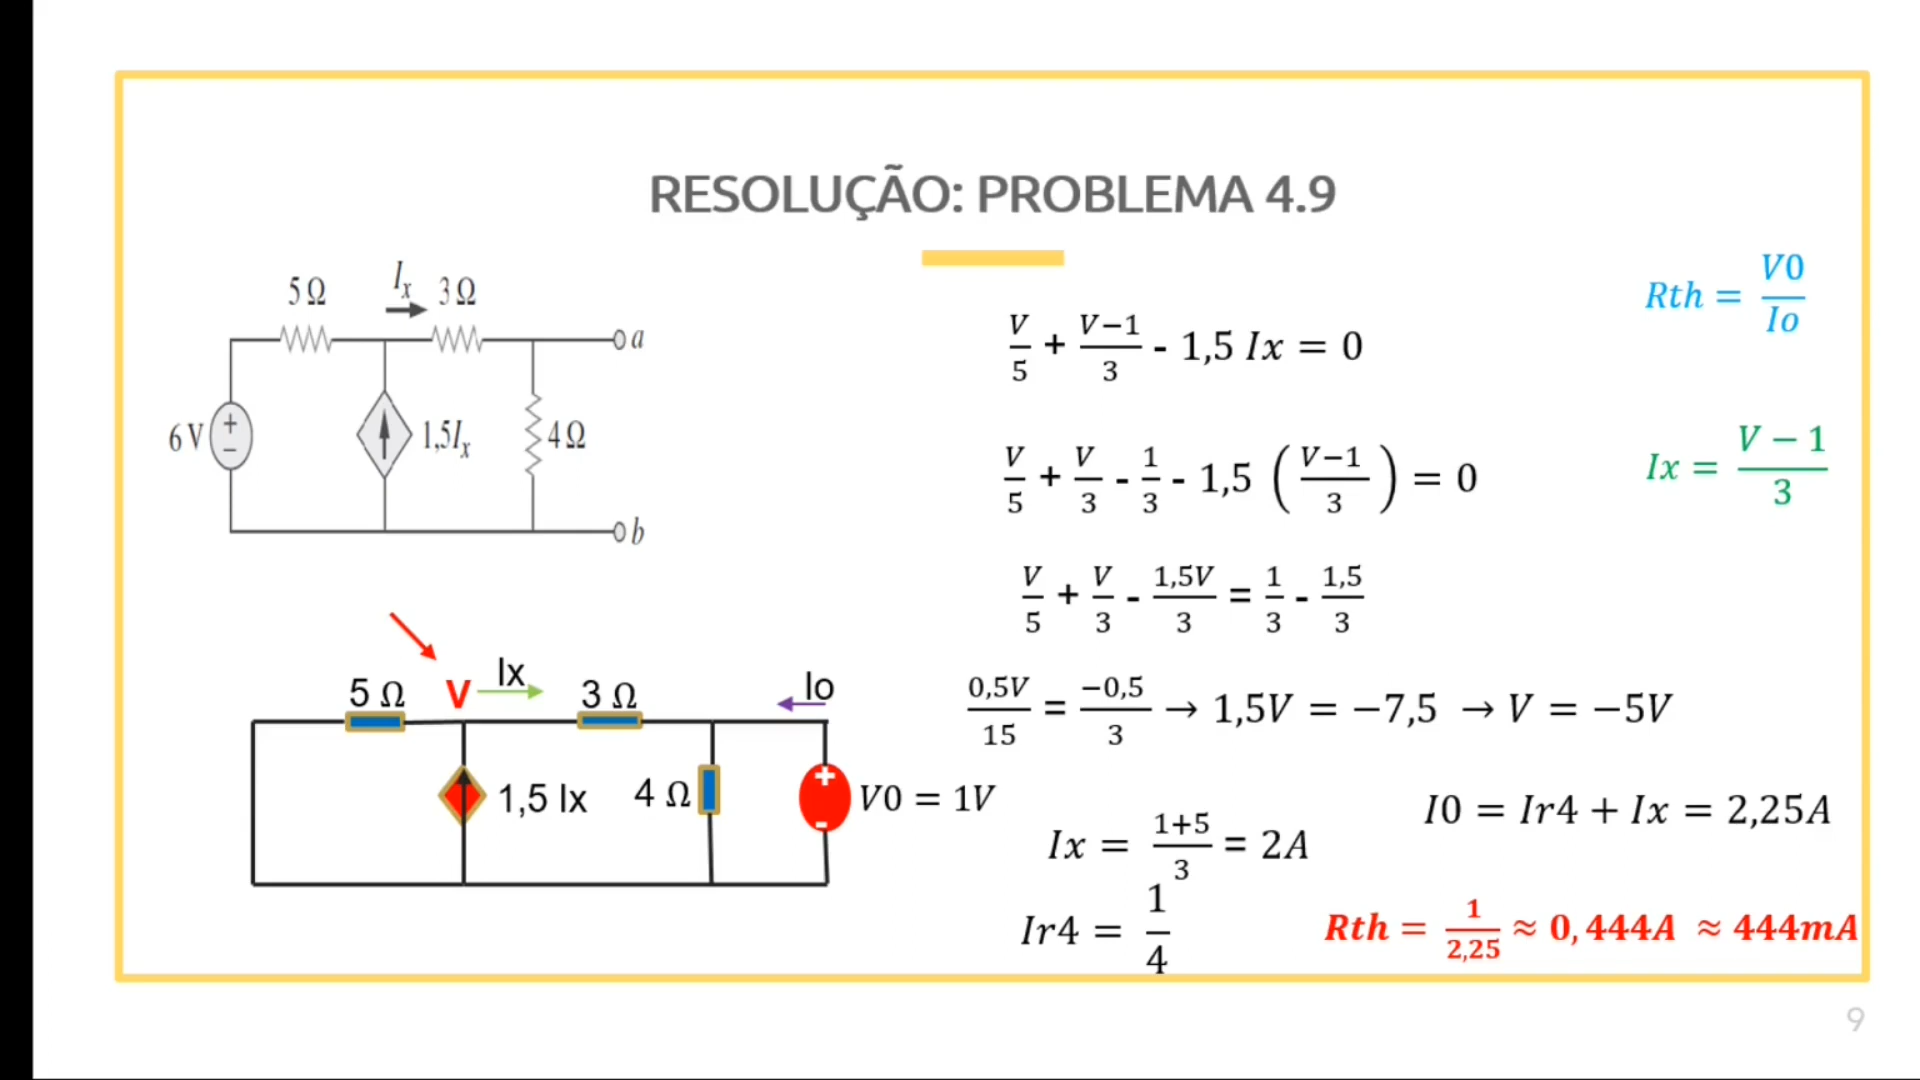 RESOLUÇÃO: PROBLEMA 4.9
5 Ω
Ix
3 Ω
a
6 V
+
−
1,5Ix
4 Ω
b
V/5 + (V−1)/3 - 1,5 Ix = 0
Rth = V0/Io
V/5 + V/3 - 1/3 - 1,5 ((V−1)/3) = 0
Ix = (V − 1)/3
V/5 + V/3 - 1,5V/3 = 1/3 - 1,5/3
0,5V/15 = −0,5/3 → 1,5V = −7,5 → V = −5V
5 Ω
V
Ix
3 Ω
Io
1,5 Ix
4 Ω
+
-
V0 = 1V
I0 = Ir4 + Ix = 2,25A
Ix = (1+5)/3 = 2A
Ir4 = 1/4
Rth = 1/2,25 ≈ 0,444A ≈ 444mA
9